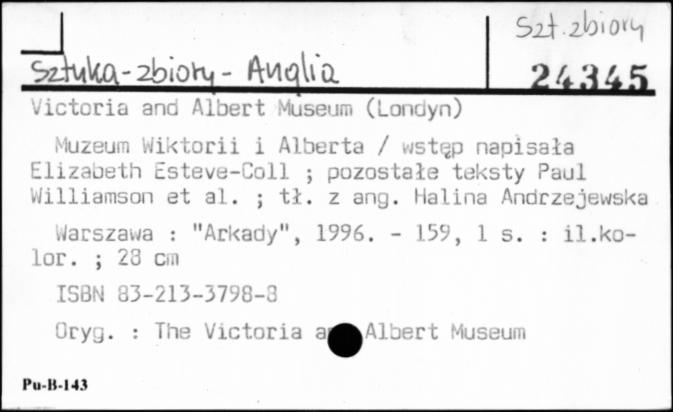 Szt. zbiory
Sztuka - zbiory - Anglia
24345
Victoria and Albert Museum (Londyn)
Muzeum Wiktorii i Alberta / wstęp napisała
Elizabeth Esteve-Coll ; pozostałe teksty Paul
Williamson et al. ; tł. z ang. Halina Andrzejewska
Warszawa : "Arkady", 1996. - 159, 1 s. : il.ko-
lor. ; 28 cm
ISBN 83-213-3798-8
Oryg. : The Victoria a Albert Museum
Pu-B-143